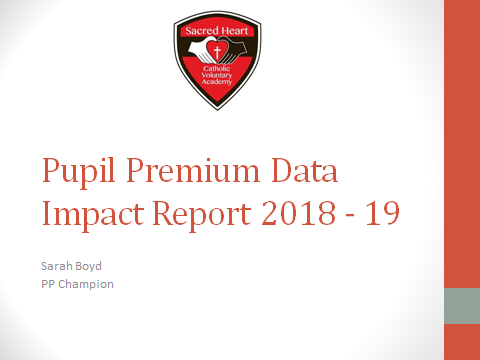 Sacred Heart
Catholic
Voluntary
Academy
Pupil Premium Data
Impact Report 2018 - 19
Sarah Boyd
PP Champion